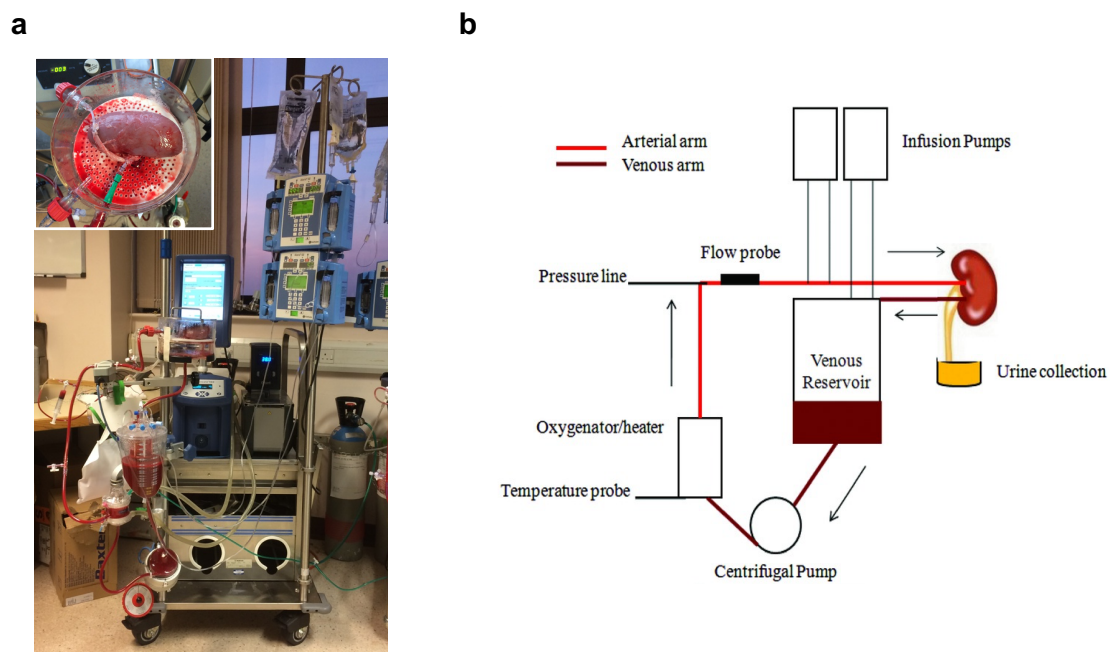 a
b
Arterial arm
Venous arm
Infusion Pumps
Flow probe
Pressure line
Venous
Reservoir
Urine collection
Oxygenator/heater
Temperature probe
Centrifugal Pump
Baxter